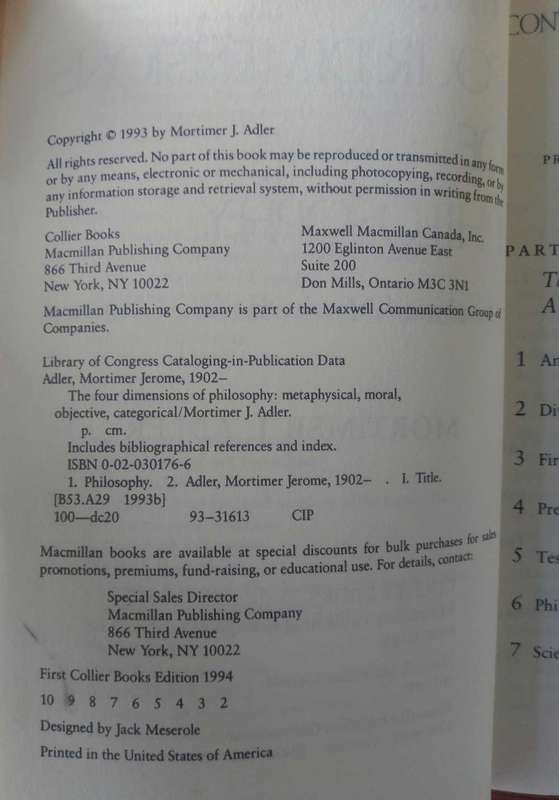 Copyright © 1993 by Mortimer J. Adler
All rights reserved. No part of this book may be reproduced or transmitted in any form
or by any means, electronic or mechanical, including photocopying, recording, or by
any information storage and retrieval system, without permission in writing from the
Publisher.
Collier Books
Macmillan Publishing Company
866 Third Avenue
New York, NY 10022
Maxwell Macmillan Canada, Inc.
1200 Eglinton Avenue East
Suite 200
Don Mills, Ontario M3C 3N1
Macmillan Publishing Company is part of the Maxwell Communication Group of
Companies.
Library of Congress Cataloging-in-Publication Data
Adler, Mortimer Jerome, 1902–
The four dimensions of philosophy: metaphysical, moral,
objective, categorical/Mortimer J. Adler.
p. cm.
Includes bibliographical references and index.
ISBN 0-02-030176-6
1. Philosophy. 2. Adler, Mortimer Jerome, 1902– . I. Title.
[B53.A29 1993b]
100—dc20 93-31613 CIP
Macmillan books are available at special discounts for bulk purchases for sales
promotions, premiums, fund-raising, or educational use. For details, contact:
Special Sales Director
Macmillan Publishing Company
866 Third Avenue
New York, NY 10022
First Collier Books Edition 1994
10 9 8 7 6 5 4 3 2
Designed by Jack Meserole
Printed in the United States of America
PART
1
2
3
4
5
6
7